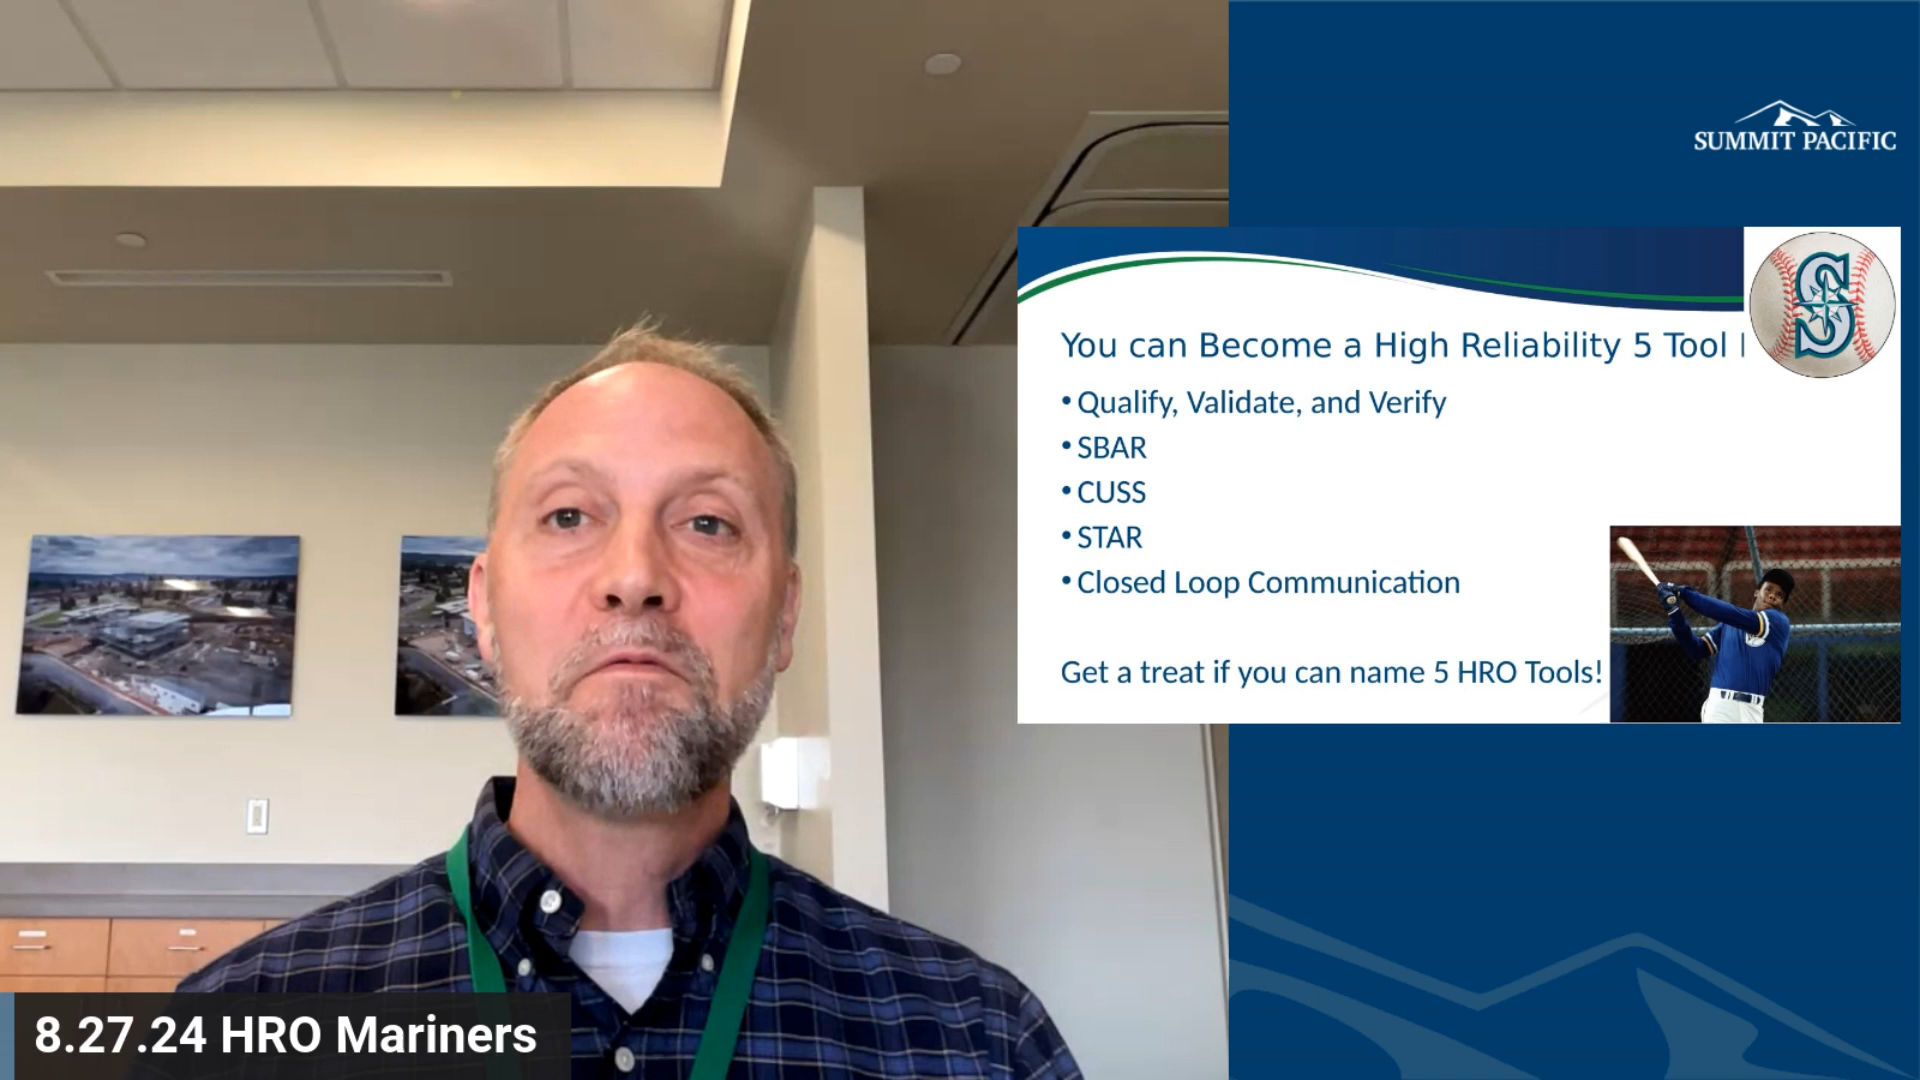 SUMMIT PACIFIC
You can Become a High Reliability 5 Tool
S
• Qualify, Validate, and Verify
• SBAR
• CUSS
• STAR
• Closed Loop Communication
Get a treat if you can name 5 HRO Tools!
8.27.24 HRO Mariners